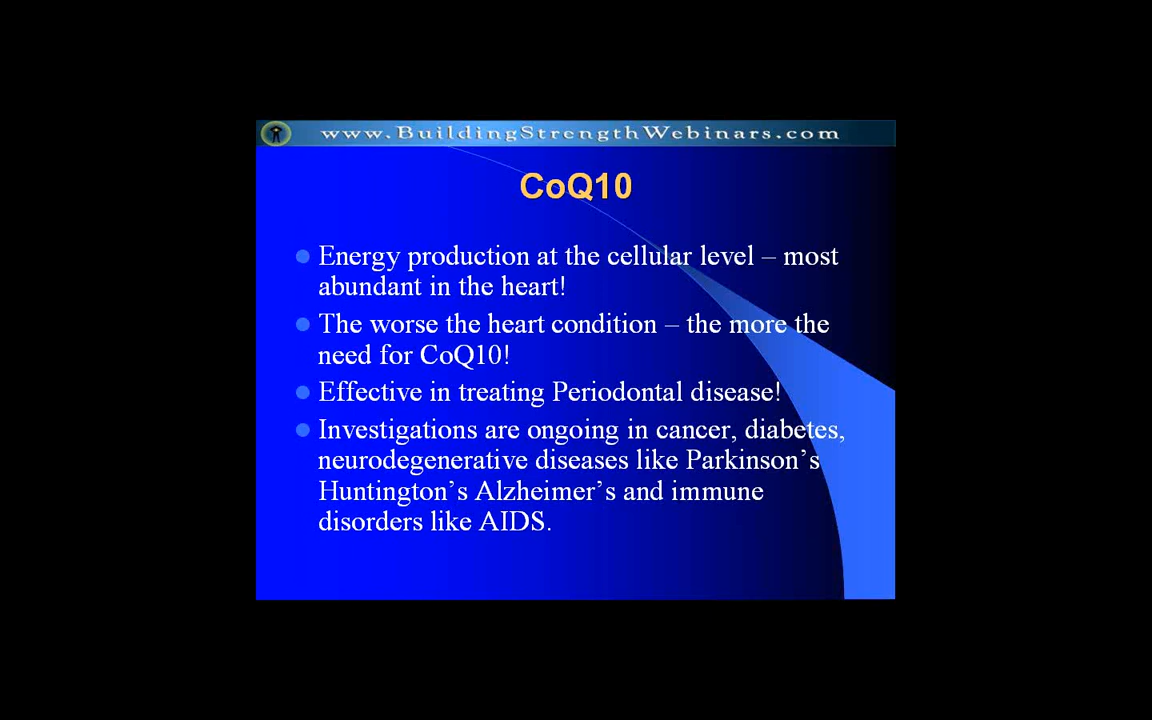 www.BuildingStrengthWebinars.com
CoQ10
Energy production at the cellular level – most
abundant in the heart!
The worse the heart condition – the more the
need for CoQ10!
Effective in treating Periodontal disease!
Investigations are ongoing in cancer, diabetes,
neurodegenerative diseases like Parkinson’s
Huntington’s Alzheimer’s and immune
disorders like AIDS.